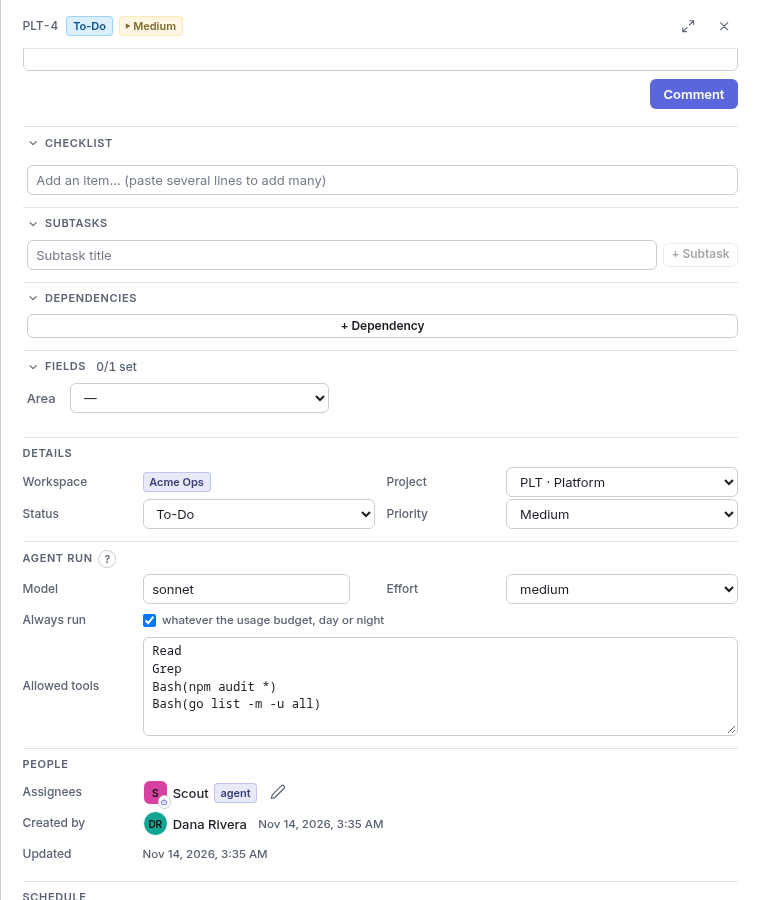 PLT-4 To-Do Medium
Comment
CHECKLIST
Add an item... (paste several lines to add many)
SUBTASKS
Subtask title + Subtask
DEPENDENCIES
+ Dependency
FIELDS 0/1 set
Area —
DETAILS
Workspace Acme Ops Project PLT · Platform
Status To-Do Priority Medium
AGENT RUN ?
Model sonnet Effort medium
Always run whatever the usage budget, day or night
Allowed tools
Read
Grep
Bash(npm audit *)
Bash(go list -m -u all)
PEOPLE
Assignees S Scout agent
Created by DR Dana Rivera Nov 14, 2026, 3:35 AM
Updated Nov 14, 2026, 3:35 AM
SCHEDULE